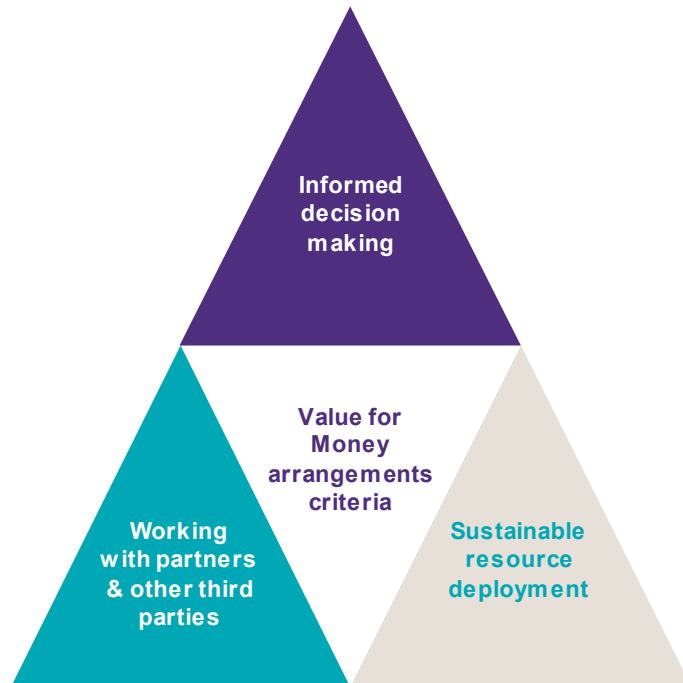 Informed
decision
making
Value for
Money
arrangements
criteria
Working
with partners
& other third
parties
Sustainable
resource
deployment